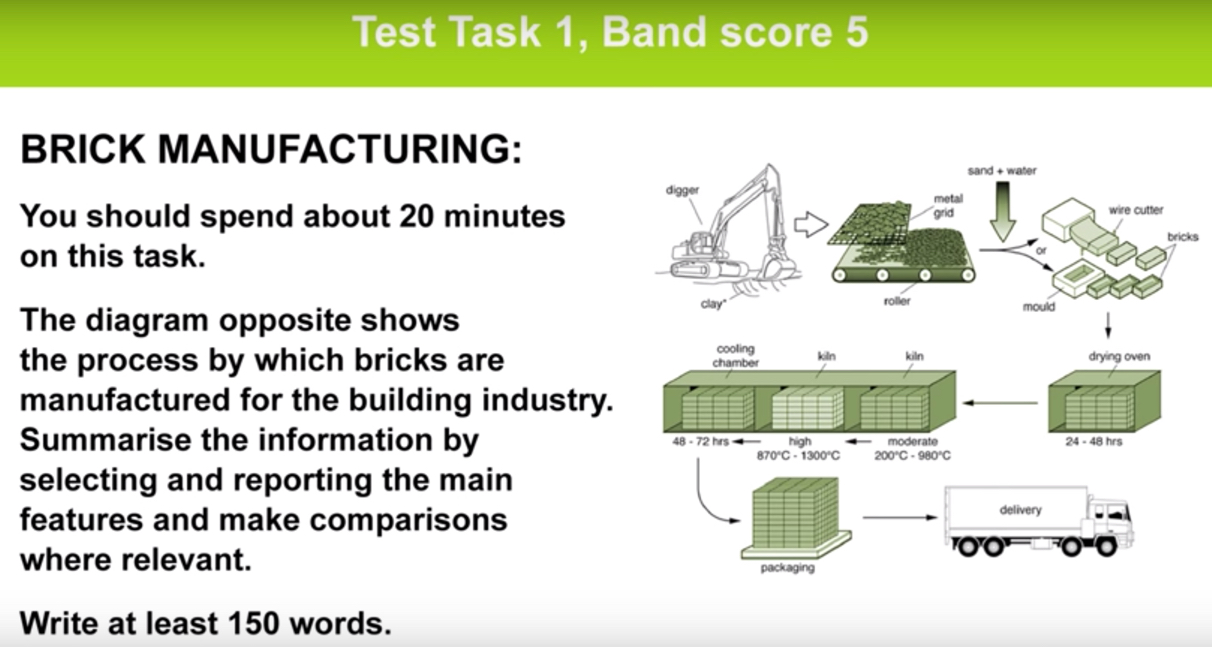 Test Task 1, Band score 5
BRICK MANUFACTURING:
You should spend about 20 minutes
on this task.
The diagram opposite shows
the process by which bricks are
manufactured for the building industry.
Summarise the information by
selecting and reporting the main
features and make comparisons
where relevant.
Write at least 150 words.
sand + water
digger
metal
grid
wire cutter
bricks
or
clay*
roller
mould
cooling
chamber
kiln
kiln
drying oven
48 - 72 hrs
high
870°C - 1300°C
moderate
200°C - 980°C
24 - 48 hrs
delivery
packaging